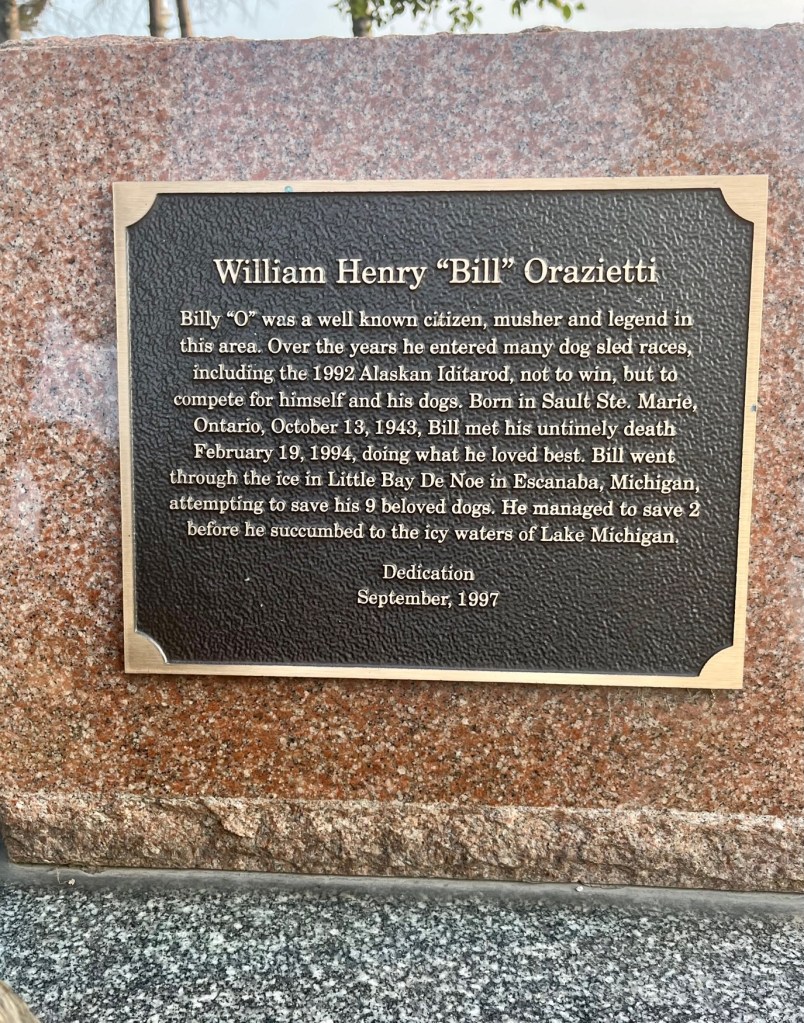 William Henry “Bill” Orazietti
Billy “O” was a well known citizen, musher and legend in
this area. Over the years he entered many dog sled races,
including the 1992 Alaskan Iditarod, not to win, but to
compete for himself and his dogs. Born in Sault Ste. Marie,
Ontario, October 13, 1943, Bill met his untimely death
February 19, 1994, doing what he loved best. Bill went
through the ice in Little Bay De Noe in Escanaba, Michigan,
attempting to save his 9 beloved dogs. He managed to save 2
before he succumbed to the icy waters of Lake Michigan.
Dedication
September, 1997